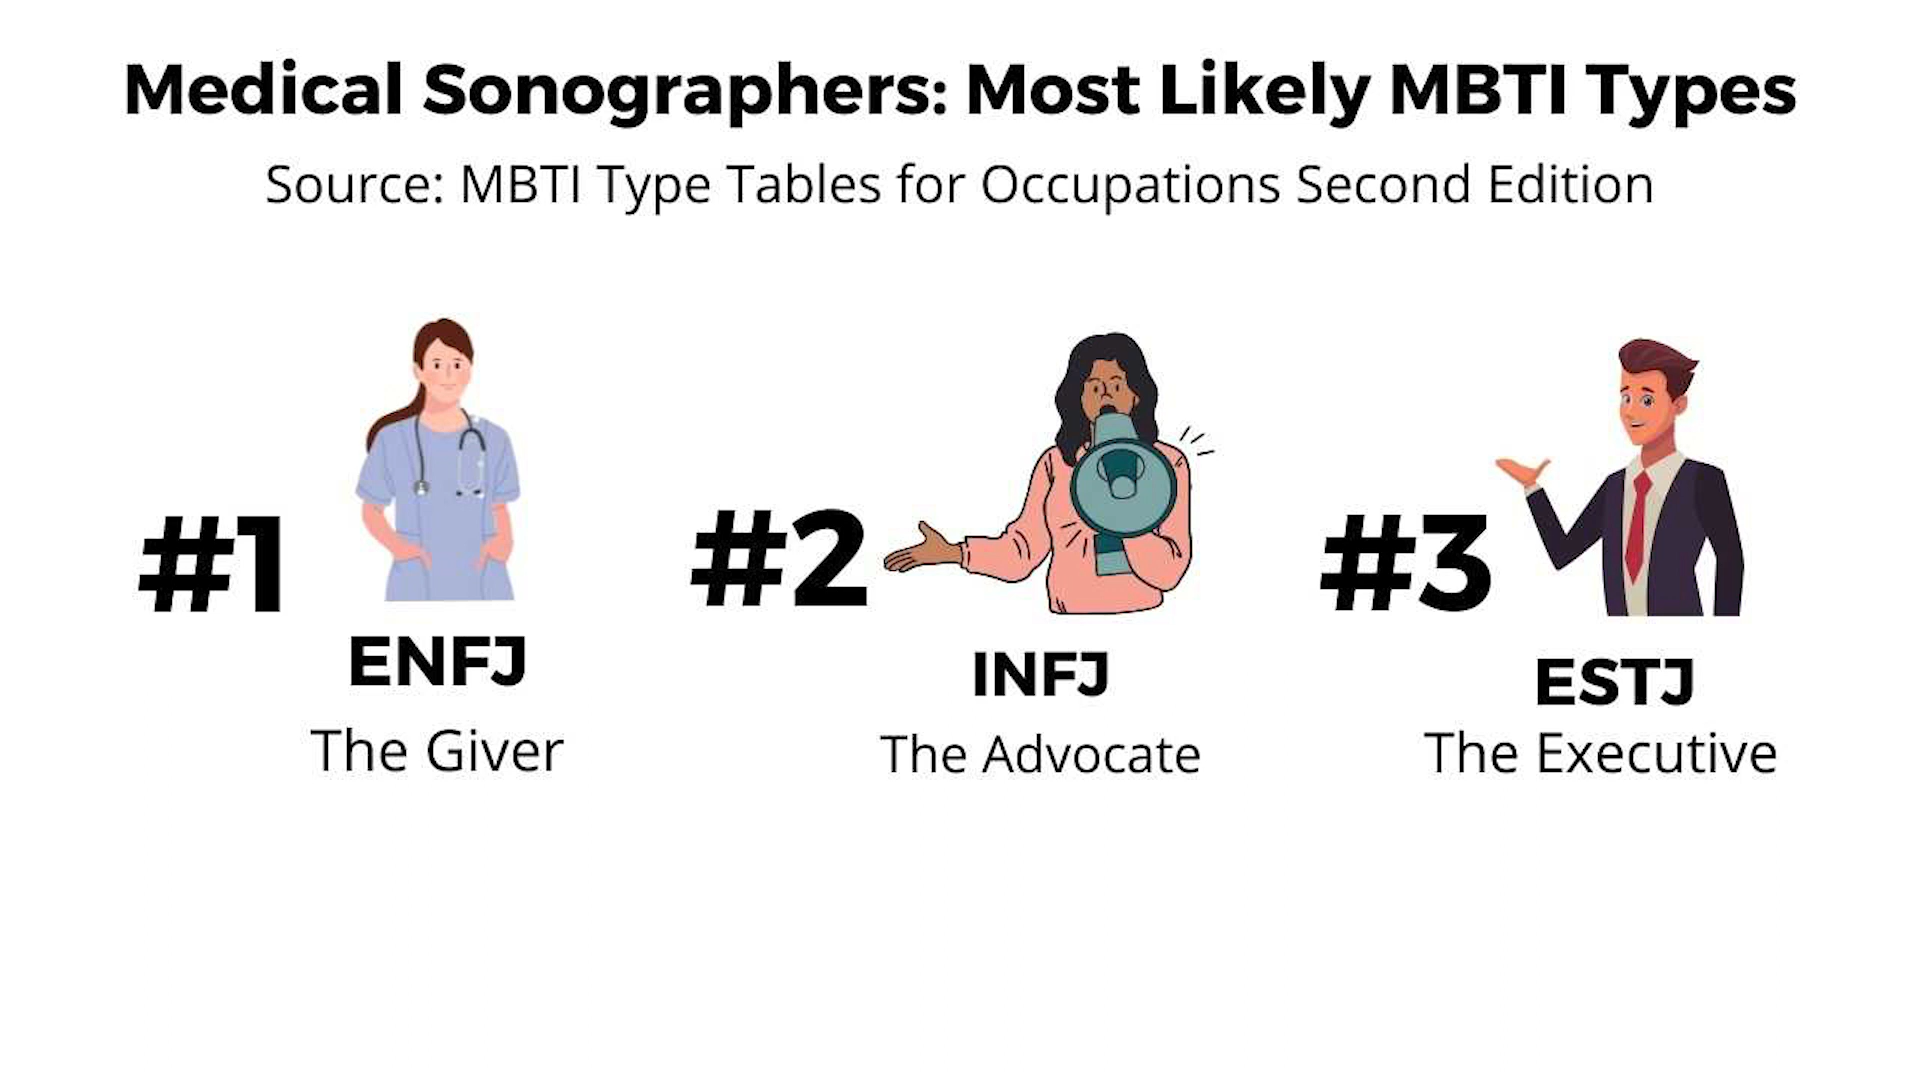 Medical Sonographers: Most Likely MBTI Types
Source: MBTI Type Tables for Occupations Second Edition
#1
ENFJ
The Giver
#2
INFJ
The Advocate
#3
ESTJ
The Executive